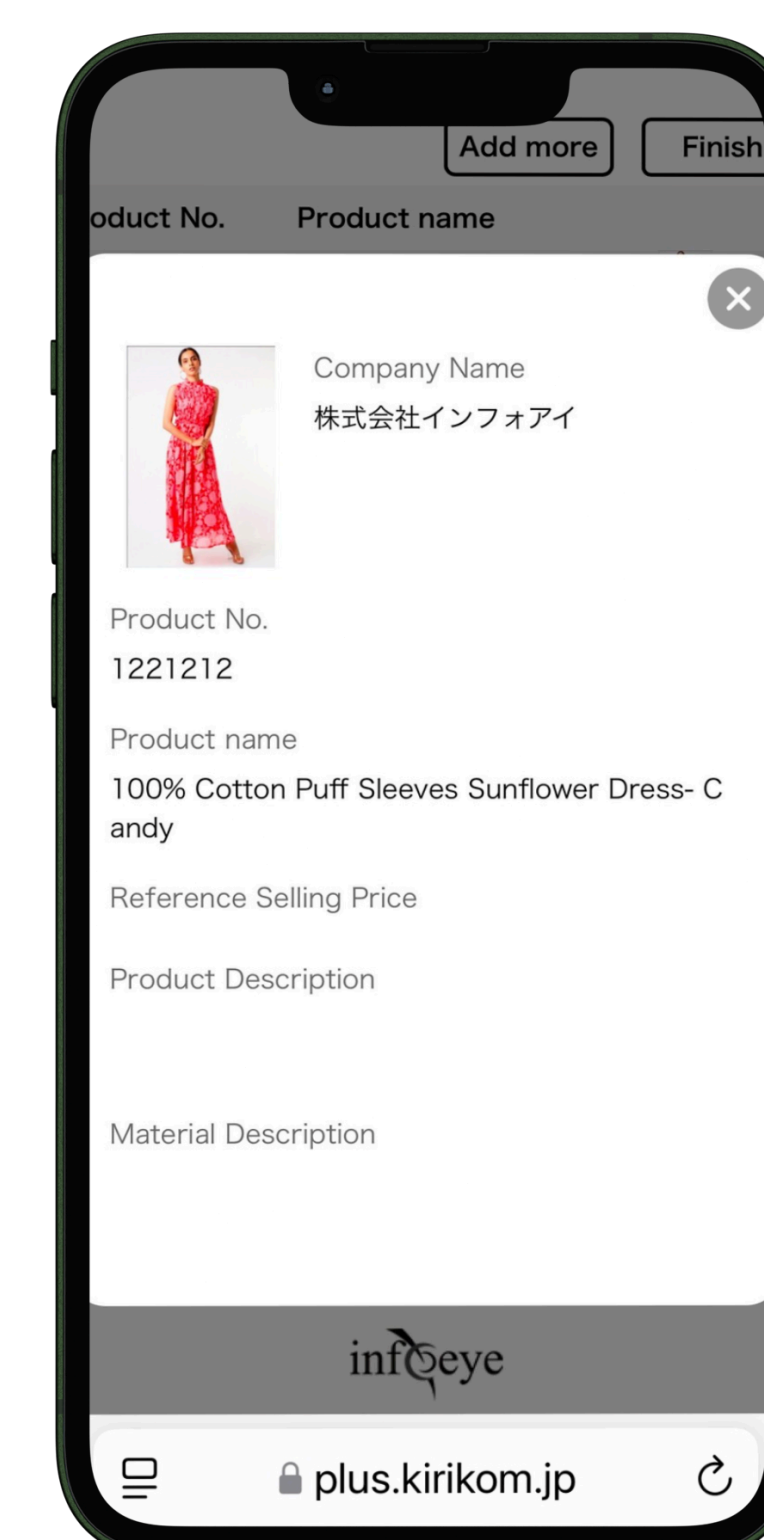 Add more
Finish
oduct No.
Product name
Company Name
株式会社インフォアイ
Product No.
1221212
Product name
100% Cotton Puff Sleeves Sunflower Dress- C
andy
Reference Selling Price
Product Description
Material Description
infoeye
plus.kirikom.jp